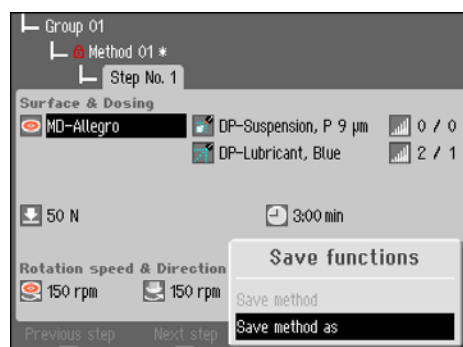 Group 01
Method 01 *
Step No. 1
Surface & Dosing
MD-Allegro DP-Suspension, P 9 µm 0 / 0
DP-Lubricant, Blue 2 / 1
50 N 3:00 min
Rotation speed & Direction
150 rpm 150 rpm
Save functions
Save method
Save method as
Previous step Next step